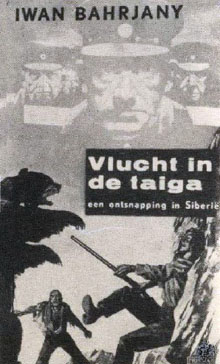 IWAN BAHRJANY
Vlucht in
de taiga
een ontsnapping in Siberië